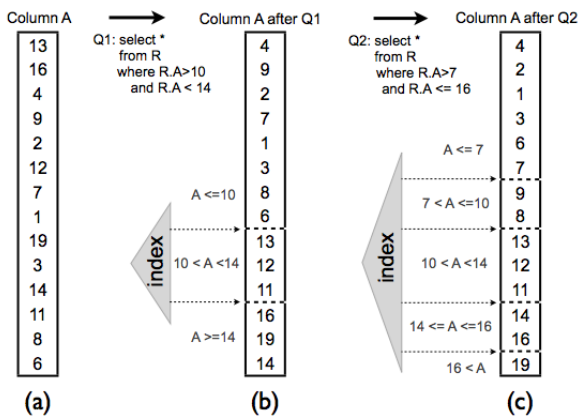 Column A
13
16
4
9
2
12
7
1
19
3
14
11
8
6
(a)
Q1: select *
from R
where R.A>10
and R.A < 14
Column A after Q1
4
9
2
7
1
3
8
6
13
12
11
16
19
14
A <=10
10 < A <14
A >=14
index
(b)
Q2: select *
from R
where R.A>7
and R.A <= 16
Column A after Q2
4
2
1
3
6
7
9
8
13
12
11
14
16
19
A <= 7
7 < A <=10
10 < A <14
14 <= A <=16
16 < A
index
(c)